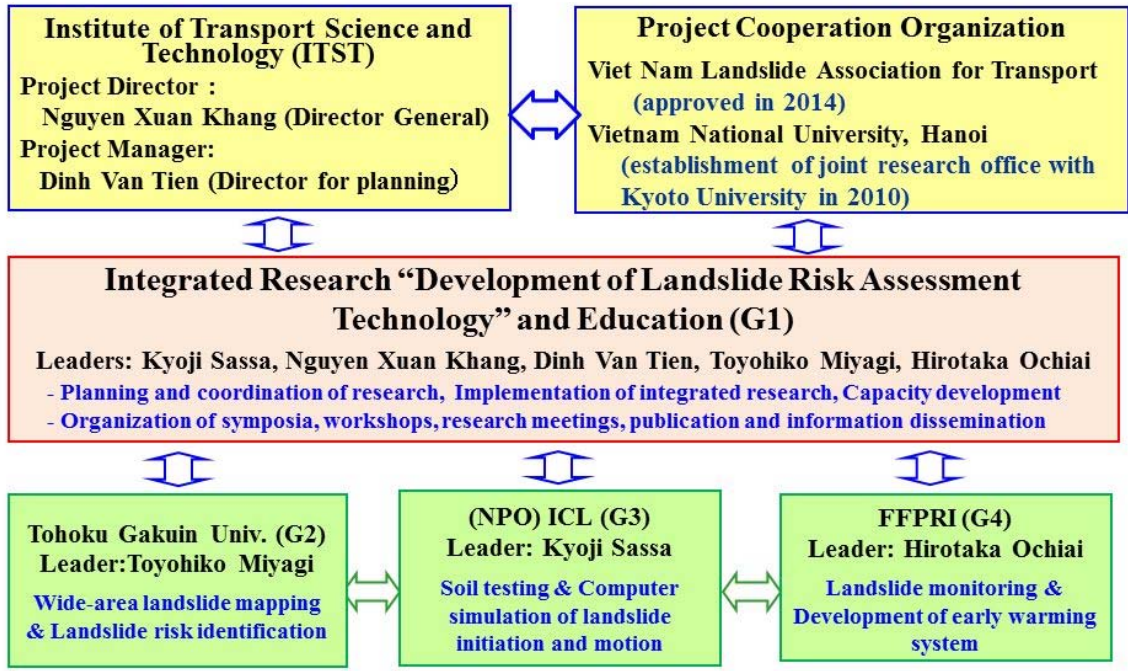 Institute of Transport Science and
Technology (ITST)
Project Director :
Nguyen Xuan Khang (Director General)
Project Manager:
Dinh Van Tien (Director for planning)
Project Cooperation Organization
Viet Nam Landslide Association for Transport
(approved in 2014)
Vietnam National University, Hanoi
(establishment of joint research office with
Kyoto University in 2010)
Integrated Research “Development of Landslide Risk Assessment
Technology” and Education (G1)
Leaders: Kyoji Sassa, Nguyen Xuan Khang, Dinh Van Tien, Toyohiko Miyagi, Hirotaka Ochiai
- Planning and coordination of research, Implementation of integrated research, Capacity development
- Organization of symposia, workshops, research meetings, publication and information dissemination
Tohoku Gakuin Univ. (G2)
Leader:Toyohiko Miyagi
Wide-area landslide mapping
& Landslide risk identification
(NPO) ICL (G3)
Leader: Kyoji Sassa
Soil testing & Computer
simulation of landslide
initiation and motion
FFPRI (G4)
Leader: Hirotaka Ochiai
Landslide monitoring &
Development of early warming
system